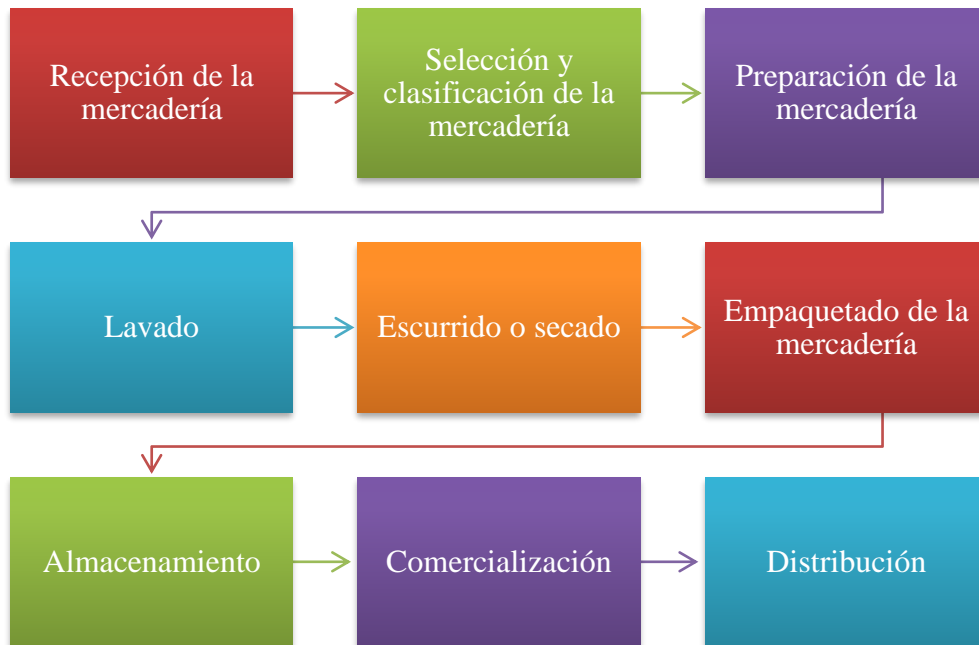 Recepción de la
mercadería
Selección y
clasificación de la
mercadería
Preparación de la
mercadería
Lavado
Escurrido o secado
Empaquetado de la
mercadería
Almacenamiento
Comercialización
Distribución